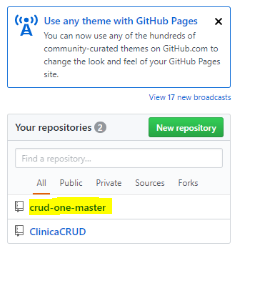 Use any theme with GitHub Pages
You can now use any of the hundreds of
community-curated themes on GitHub.com to
change the look and feel of your GitHub Pages
site.
View 17 new broadcasts
Your repositories 2
New repository
Find a repository...
All Public Private Sources Forks
crud-one-master
ClinicaCRUD